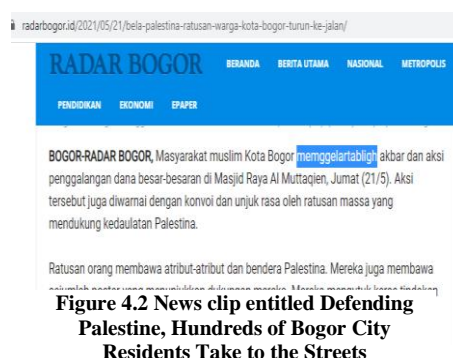 radarbogor.id/2021/05/21/bela-palestina-ratusan-warga-kota-bogor-turun-ke-jalan/
RADAR BOGOR BERANDA BERITA UTAMA NASIONAL METROPOLIS
PENDIDIKAN EKONOMI EPAPER
BOGOR-RADAR BOGOR, Masyarakat muslim Kota Bogor memggelartabligh akbar dan aksi
penggalangan dana besar-besaran di Masjid Raya Al Muttaqien, Jumat (21/5). Aksi
tersebut juga diwarnai dengan konvoi dan unjuk rasa oleh ratusan massa yang
mendukung kedaulatan Palestina.
Ratusan orang membawa atribut-atribut dan bendera Palestina. Mereka juga membawa
Figure 4.2 News clip entitled Defending
Palestine, Hundreds of Bogor City
Residents Take to the Streets